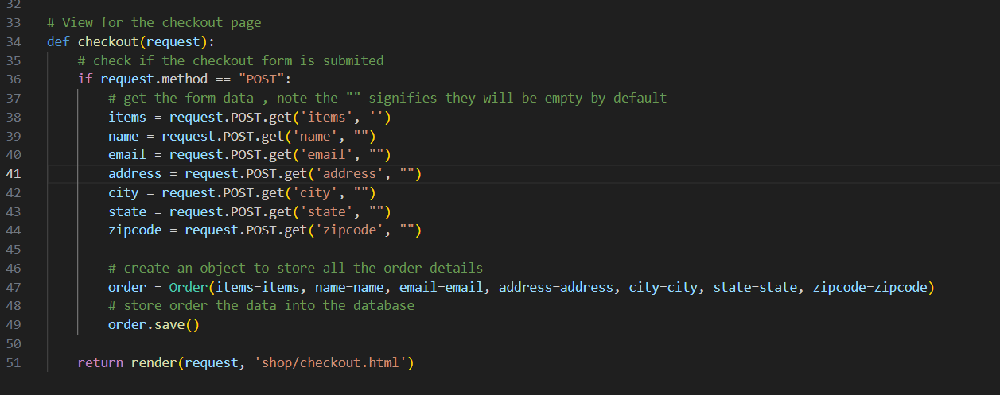 32
33 # View for the checkout page
34 def checkout(request):
35     # check if the checkout form is submited
36     if request.method == "POST":
37         # get the form data , note the "" signifies they will be empty by default
38         items = request.POST.get('items', '')
39         name = request.POST.get('name', "")
40         email = request.POST.get('email', "")
41         address = request.POST.get('address', "")
42         city = request.POST.get('city', "")
43         state = request.POST.get('state', "")
44         zipcode = request.POST.get('zipcode', "")
45
46         # create an object to store all the order details
47         order = Order(items=items, name=name, email=email, address=address, city=city, state=state, zipcode=zipcode)
48         # store order the data into the database
49         order.save()
50
51     return render(request, 'shop/checkout.html')